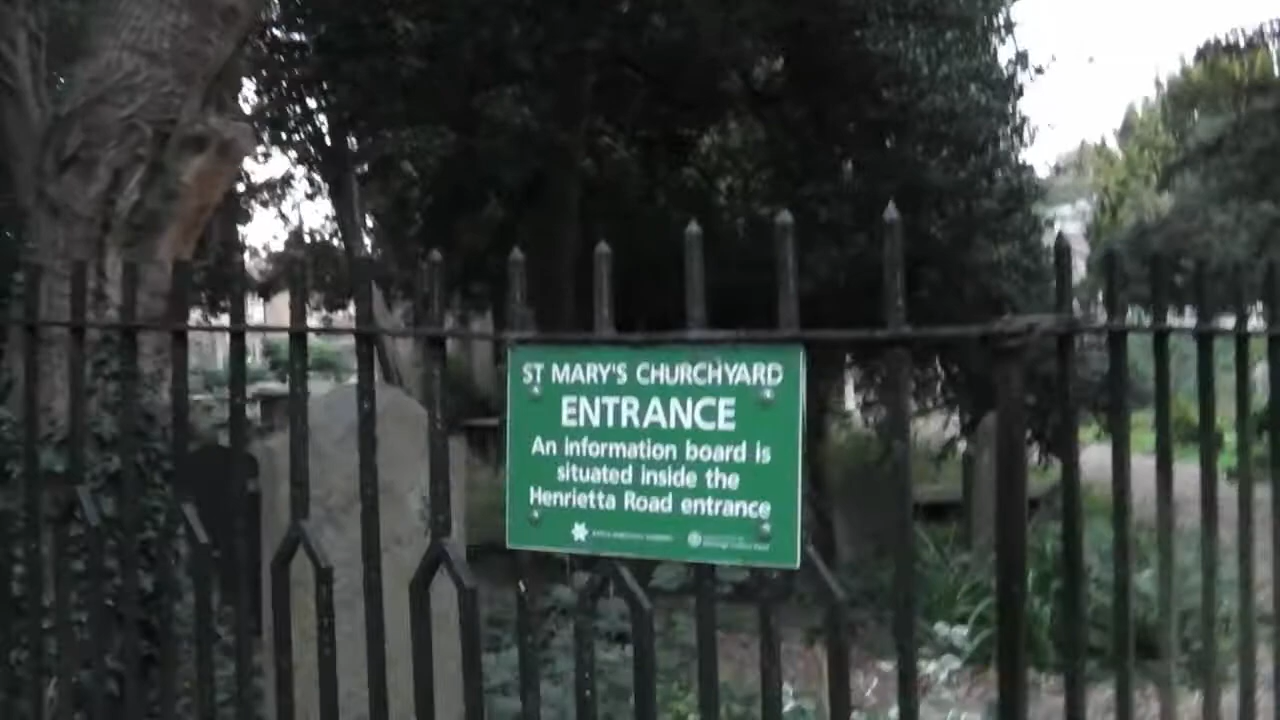 ST MARY'S CHURCHYARD
ENTRANCE
An information board is
situated inside the
Henrietta Road entrance